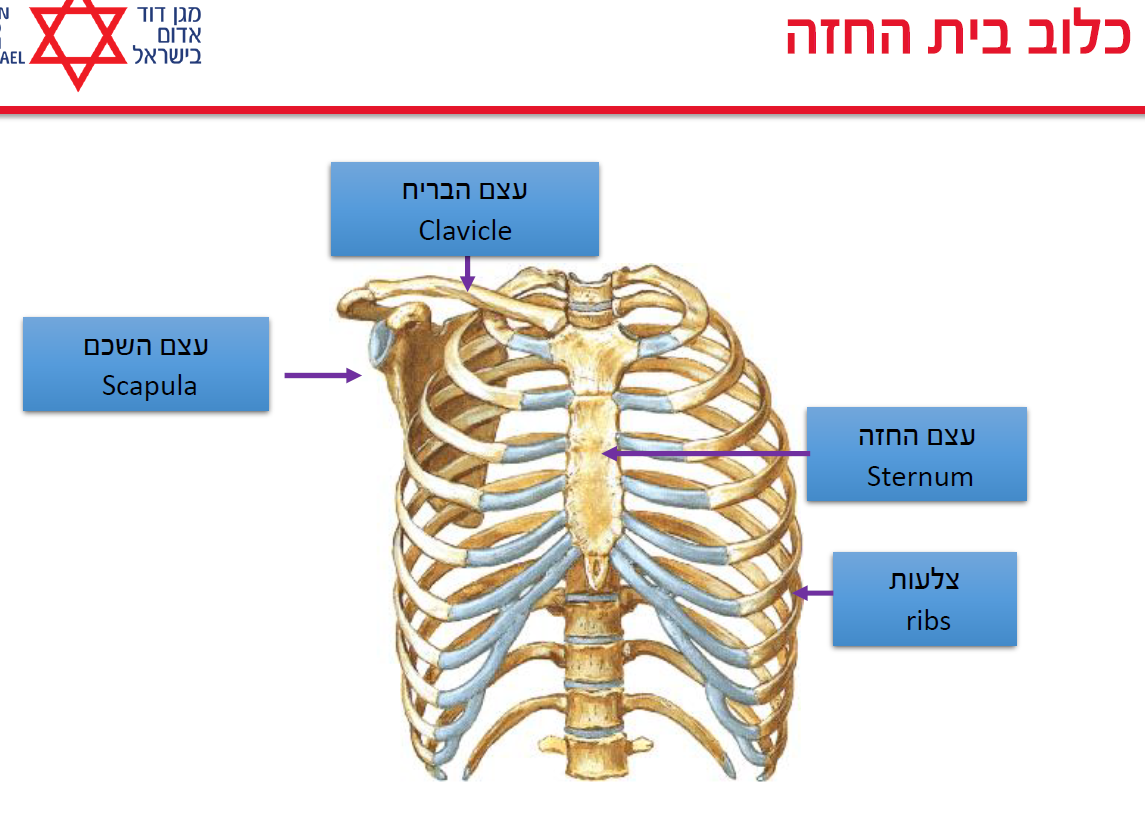 כלוב בית החזה
מגן דוד
אדום
בישראל
AEL
עצם הבריח
Clavicle
עצם השכם
Scapula
עצם החזה
Sternum
צלעות
ribs